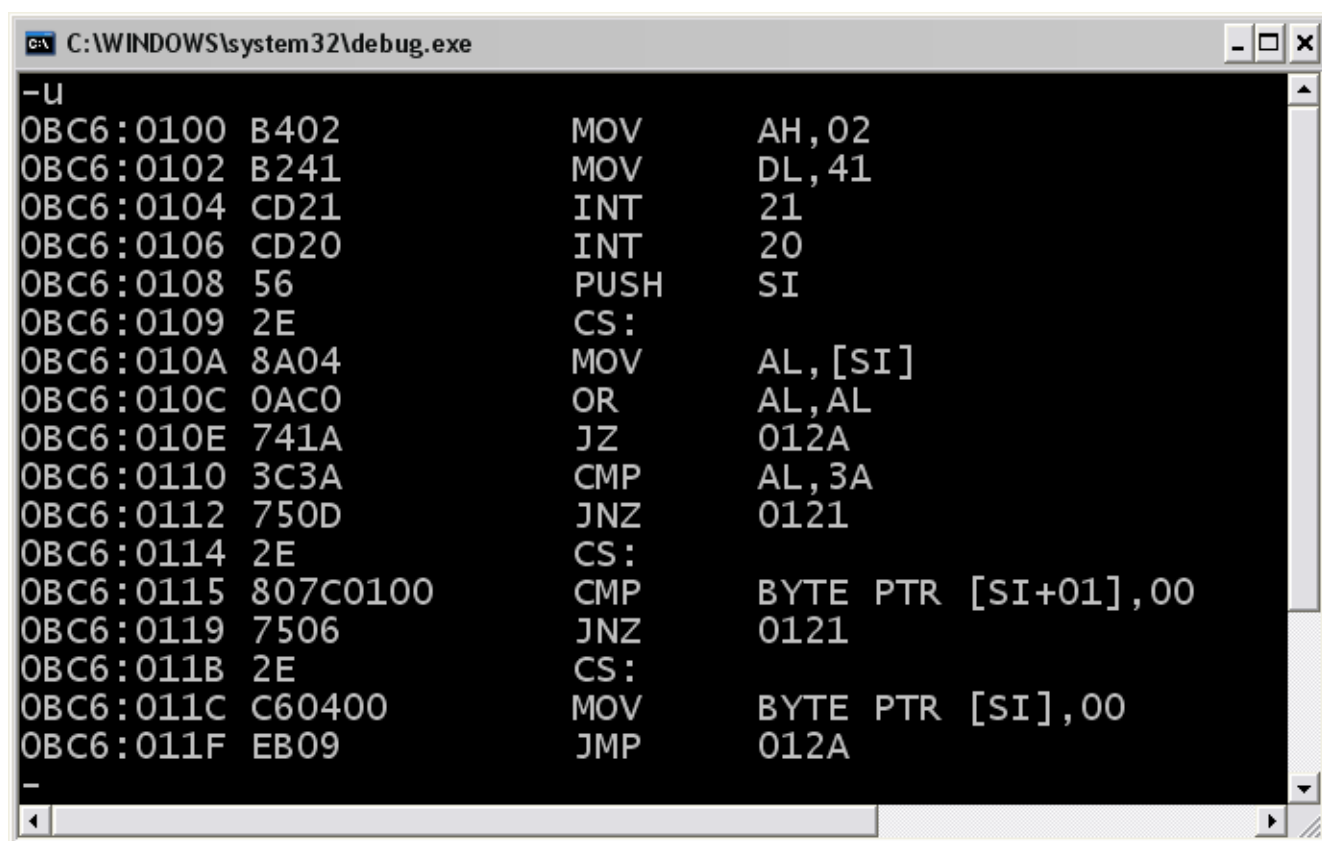 C:\WINDOWS\system32\debug.exe
-u
0BC6:0100 B402 MOV AH,02
0BC6:0102 B241 MOV DL,41
0BC6:0104 CD21 INT 21
0BC6:0106 CD20 INT 20
0BC6:0108 56 PUSH SI
0BC6:0109 2E CS:
0BC6:010A 8A04 MOV AL,[SI]
0BC6:010C 0AC0 OR AL,AL
0BC6:010E 741A JZ 012A
0BC6:0110 3C3A CMP AL,3A
0BC6:0112 750D JNZ 0121
0BC6:0114 2E CS:
0BC6:0115 807C0100 CMP BYTE PTR [SI+01],00
0BC6:0119 7506 JNZ 0121
0BC6:011B 2E CS:
0BC6:011C C60400 MOV BYTE PTR [SI],00
0BC6:011F EB09 JMP 012A
-